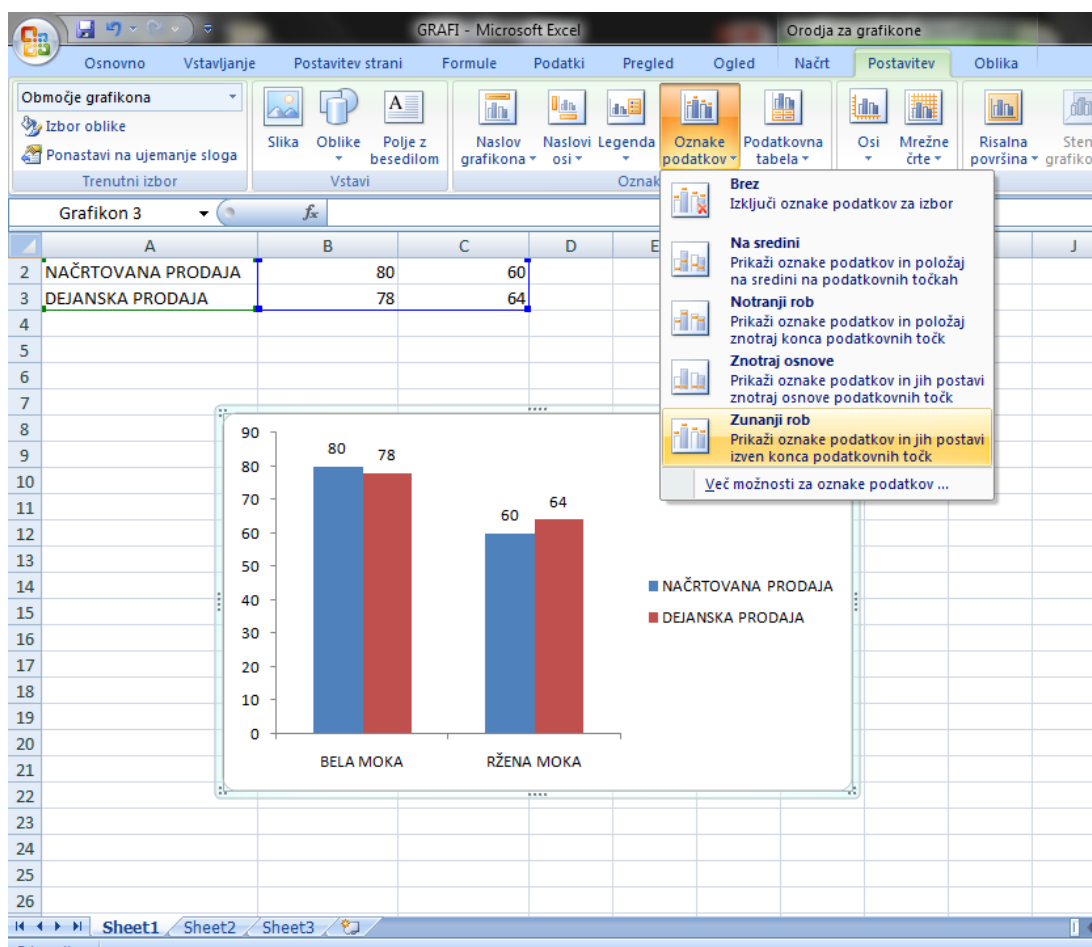 GRAFI - Microsoft Excel
Orodja za grafikone
Osnovno Vstavljanje Postavitev strani Formule Podatki Pregled Ogled Načrt Postavitev Oblika
Območje grafikona
Izbor oblike
Ponastavi na ujemanje sloga
Trenutni izbor
Slika Oblike Polje z besedilom
Vstavi
Naslov grafikona Naslovi osi Legenda Oznake podatkov Podatkovna tabela
Osi Mrežne črte
Risalna površina
Grafikon 3
fx
A B C D E J
2 NAČRTOVANA PRODAJA 80 60
3 DEJANSKA PRODAJA 78 64
4
5
6
7
8
9
10
11
12
13
14
15
16
17
18
19
20
21
22
23
24
25
26
Brez
Izključi oznake podatkov za izbor
Na sredini
Prikaži oznake podatkov in položaj
na sredini na podatkovnih točkah
Notranji rob
Prikaži oznake podatkov in položaj
znotraj konca podatkovnih točk
Znotraj osnove
Prikaži oznake podatkov in jih postavi
znotraj osnove podatkovnih točk
Zunanji rob
Prikaži oznake podatkov in jih postavi
izven konca podatkovnih točk
Več možnosti za oznake podatkov ...
90
80
70
60
50
40
30
20
10
0
80 78
60 64
BELA MOKA RŽENA MOKA
NAČRTOVANA PRODAJA
DEJANSKA PRODAJA
Sheet1 Sheet2 Sheet3